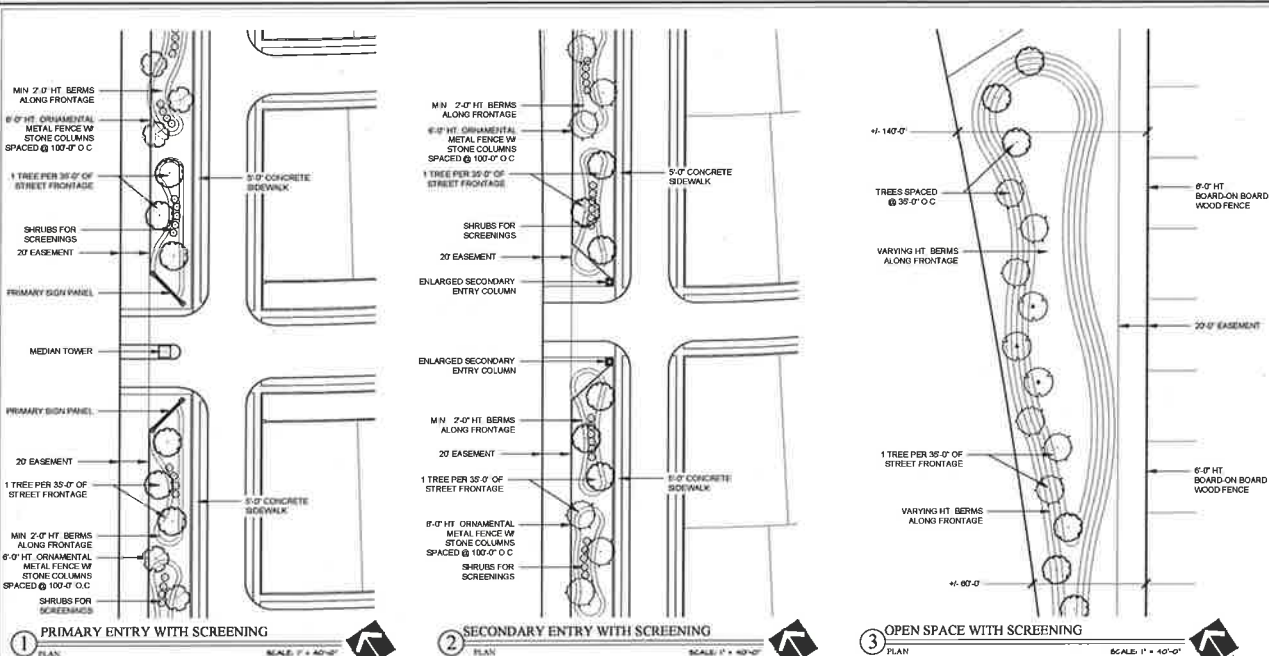 MIN 2'-0" HT BERMS
ALONG FRONTAGE
6'-0" HT. ORNAMENTAL
METAL FENCE W/
STONE COLUMNS
SPACED @ 100'-0" O C
1 TREE PER 35'-0" OF
STREET FRONTAGE
SHRUBS FOR
SCREENINGS
20' EASEMENT
PRIMARY SIGN PANEL
MEDIAN TOWER
PRIMARY SIGN PANEL
20' EASEMENT
1 TREE PER 35'-0" OF
STREET FRONTAGE
MIN 2'-0" HT BERMS
ALONG FRONTAGE
6'-0" HT ORNAMENTAL
METAL FENCE W/
STONE COLUMNS
SPACED @ 100'-0" O.C
SHRUBS FOR
SCREENINGS
5'-0" CONCRETE
SIDEWALK
5'-0" CONCRETE
SIDEWALK
1 PRIMARY ENTRY WITH SCREENING
PLAN SCALE: 1" = 40'-0"
MIN 2'-0" HT BERMS
ALONG FRONTAGE
6'-0" HT. ORNAMENTAL
METAL FENCE W/
STONE COLUMNS
SPACED @ 100'-0" O C
1 TREE PER 35'-0" OF
STREET FRONTAGE
SHRUBS FOR
SCREENINGS
20' EASEMENT
ENLARGED SECONDARY
ENTRY COLUMN
ENLARGED SECONDARY
ENTRY COLUMN
MIN 2'-0" HT BERMS
ALONG FRONTAGE
20' EASEMENT
1 TREE PER 35'-0" OF
STREET FRONTAGE
6'-0" HT ORNAMENTAL
METAL FENCE W/
STONE COLUMNS
SPACED @ 100'-0" O C
SHRUBS FOR
SCREENINGS
5'-0" CONCRETE
SIDEWALK
5'-0" CONCRETE
SIDEWALK
2 SECONDARY ENTRY WITH SCREENING
PLAN SCALE: 1" = 40'-0"
+/- 140'-0"
TREES SPACED
@ 35'-0" O C
VARYING HT BERMS
ALONG FRONTAGE
1 TREE PER 35'-0" OF
STREET FRONTAGE
VARYING HT BERMS
ALONG FRONTAGE
+/- 60'-0"
6'-0" HT
BOARD-ON BOARD
WOOD FENCE
20'-0" EASEMENT
6'-0" HT
BOARD-ON BOARD
WOOD FENCE
3 OPEN SPACE WITH SCREENING
PLAN SCALE: 1" = 40'-0"